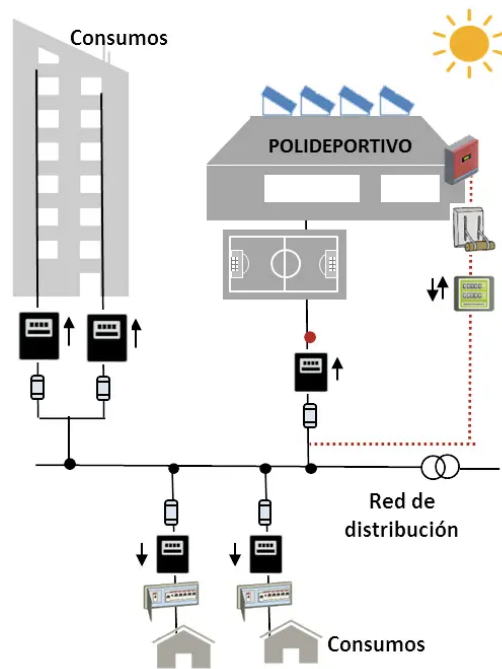 Consumos
POLIDEPORTIVO
Red de
distribución
Consumos